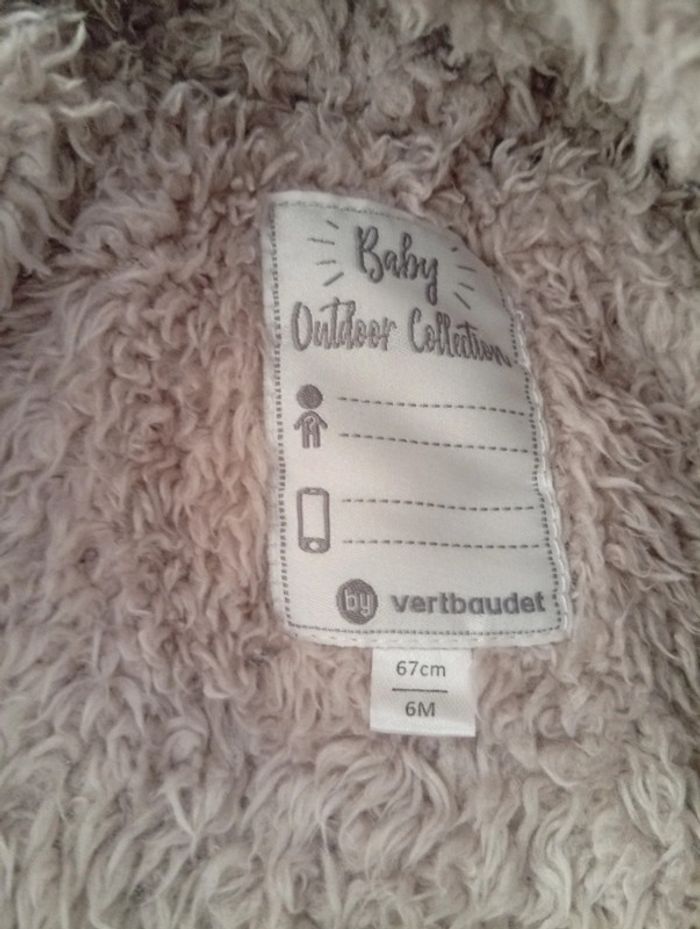 Baby
Outdoor Collection
by vertbaudet
67cm
6M